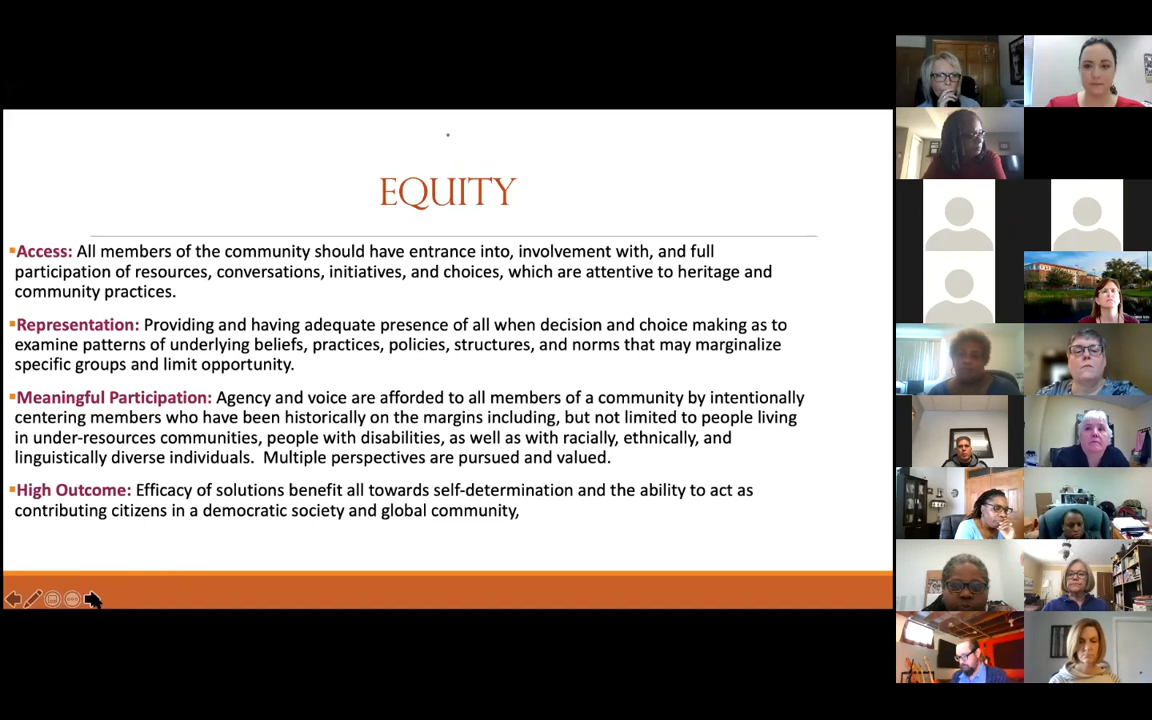 EQUITY
Access: All members of the community should have entrance into, involvement with, and full
participation of resources, conversations, initiatives, and choices, which are attentive to heritage and
community practices.
Representation: Providing and having adequate presence of all when decision and choice making as to
examine patterns of underlying beliefs, practices, policies, structures, and norms that may marginalize
specific groups and limit opportunity.
Meaningful Participation: Agency and voice are afforded to all members of a community by intentionally
centering members who have been historically on the margins including, but not limited to people living
in under-resources communities, people with disabilities, as well as with racially, ethnically, and
linguistically diverse individuals. Multiple perspectives are pursued and valued.
High Outcome: Efficacy of solutions benefit all towards self-determination and the ability to act as
contributing citizens in a democratic society and global community,